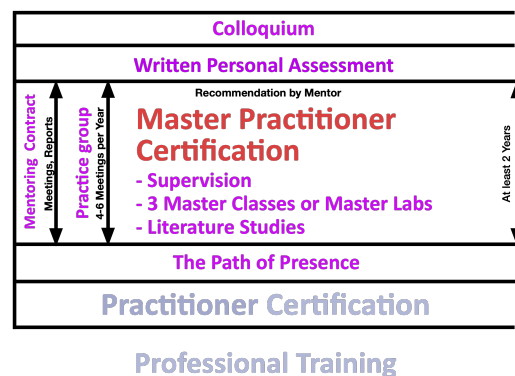 Colloquium
Written Personal Assessment
Recommendation by Mentor
Mentoring Contract
Meetings, Reports
Practice group
4-6 Meetings per Year
Master Practitioner
Certification
- Supervision
- 3 Master Classes or Master Labs
- Literature Studies
At least 2 Years
The Path of Presence
Practitioner Certification
Professional Training